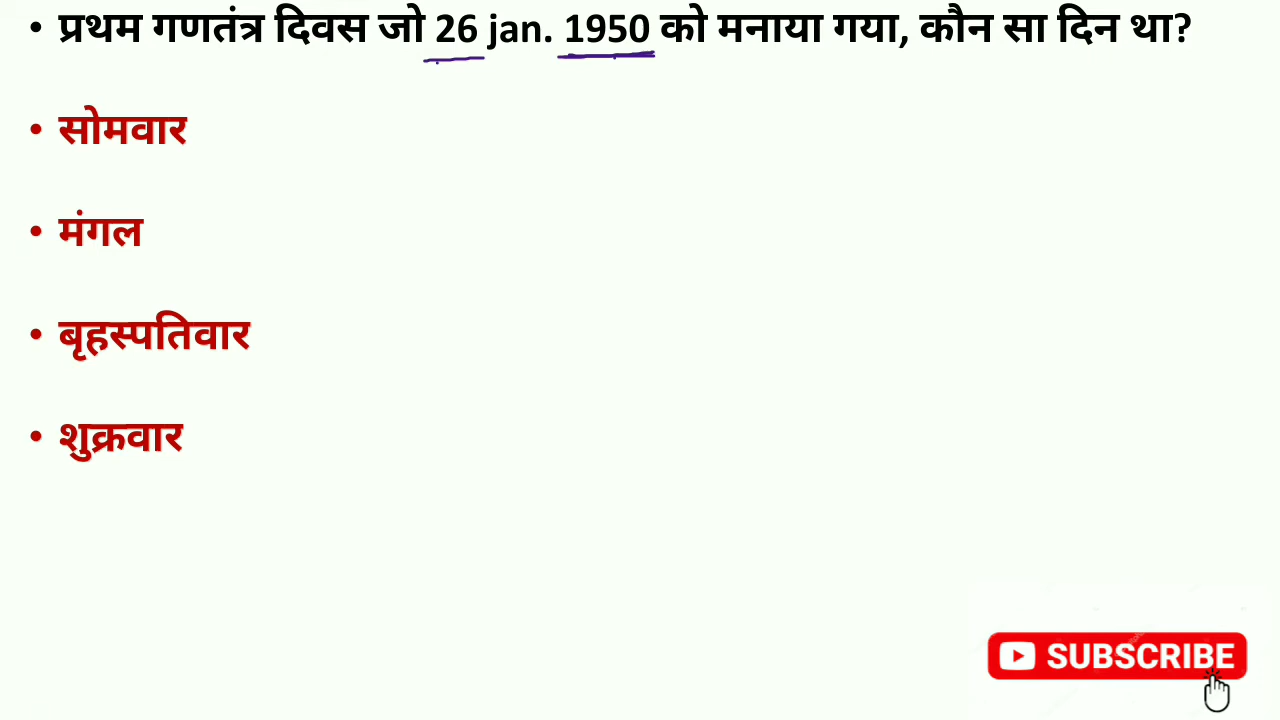 • प्रथम गणतंत्र दिवस जो 26 jan. 1950 को मनाया गया, कौन सा दिन था?
• सोमवार
• मंगल
• बृहस्पतिवार
• शुक्रवार
SUBSCRIBE